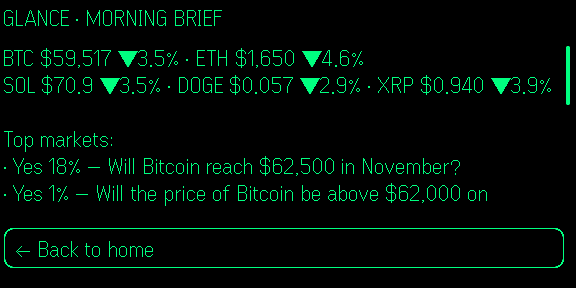 GLANCE · MORNING BRIEF
BTC $59,517 ▼3.5% · ETH $1,650 ▼4.6%
SOL $70.9 ▼3.5% · DOGE $0.057 ▼2.9% · XRP $0.940 ▼3.9%
Top markets:
· Yes 18% — Will Bitcoin reach $62,500 in November?
· Yes 1% — Will the price of Bitcoin be above $62,000 on
← Back to home